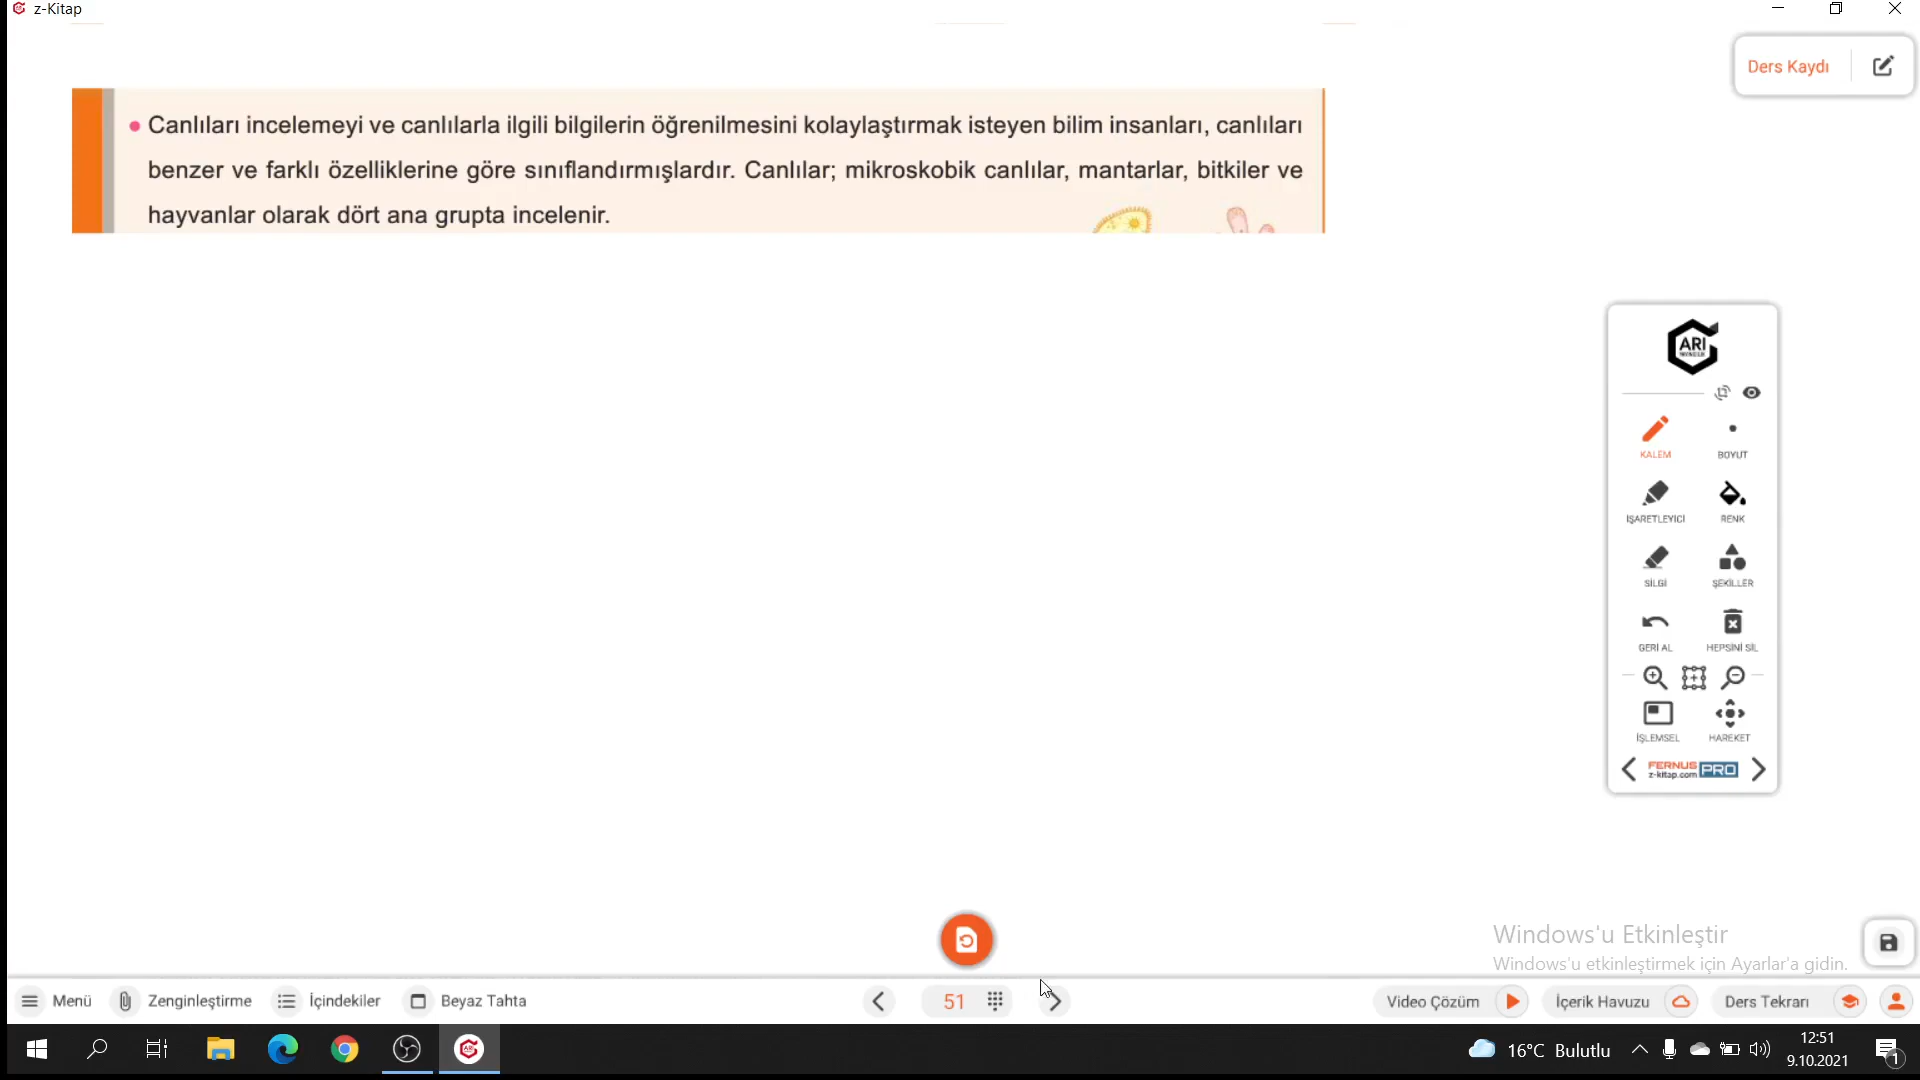 z-Kitap
Ders Kaydı
Canlıları incelemeyi ve canlılarla ilgili bilgilerin öğrenilmesini kolaylaştırmak isteyen bilim insanları, canlıları
benzer ve farklı özelliklerine göre sınıflandırmışlardır. Canlılar; mikroskobik canlılar, mantarlar, bitkiler ve
hayvanlar olarak dört ana grupta incelenir.
ARI
KALEM BOYUT
İŞARETLEYİCİ RENK
SİLGİ ŞEKİLLER
GERİ AL HEPSİNİ SİL
İŞLEMSEL HAREKET
FERNUS PRO
z-kitap.com
Windows'u Etkinleştir
Windows'u etkinleştirmek için Ayarlar'a gidin.
Menü Zenginleştirme İçindekiler Beyaz Tahta 51 Video Çözüm İçerik Havuzu Ders Tekrarı
16°C Bulutlu 12:51
9.10.2021 1